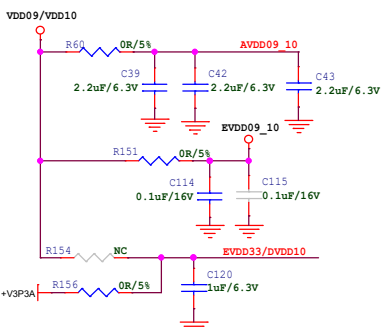 VDD09/VDD10
R60 0R/5% AVDD09_10
C39 C42 C43
2.2uF/6.3V 2.2uF/6.3V 2.2uF/6.3V
EVDD09_10
R151 0R/5%
C114 C115
0.1uF/16V 0.1uF/16V
R154 NC EVDD33/DVDD10
+V3P3A R156 0R/5% C120
1uF/6.3V